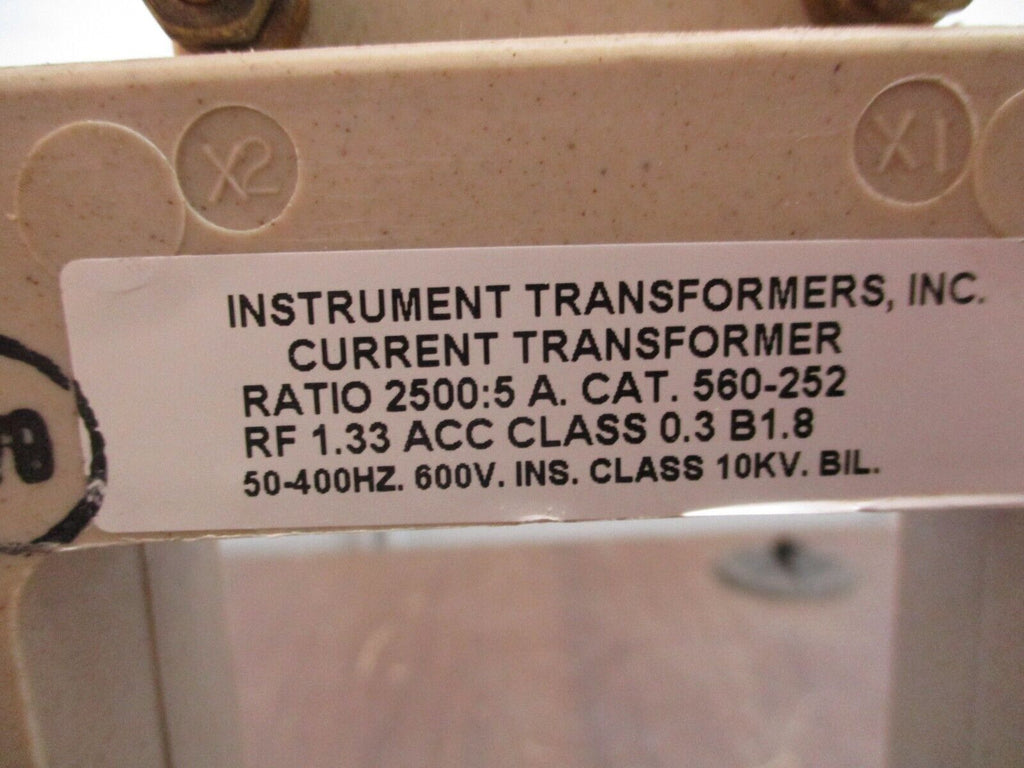 X2 X1
INSTRUMENT TRANSFORMERS, INC.
CURRENT TRANSFORMER
RATIO 2500:5 A. CAT. 560-252
RF 1.33 ACC CLASS 0.3 B1.8
50-400HZ. 600V. INS. CLASS 10KV. BIL.